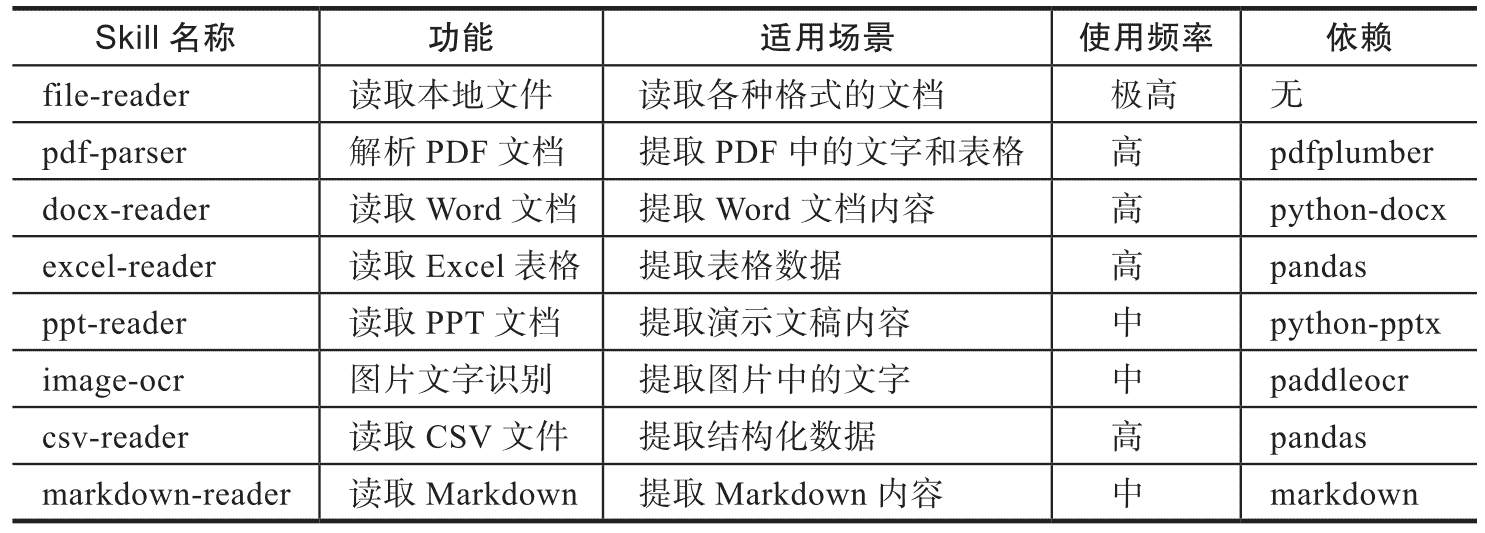 Skill 名称 功能 适用场景 使用频率 依赖
file-reader 读取本地文件 读取各种格式的文档 极高 无
pdf-parser 解析 PDF 文档 提取 PDF 中的文字和表格 高 pdfplumber
docx-reader 读取 Word 文档 提取 Word 文档内容 高 python-docx
excel-reader 读取 Excel 表格 提取表格数据 高 pandas
ppt-reader 读取 PPT 文档 提取演示文稿内容 中 python-pptx
image-ocr 图片文字识别 提取图片中的文字 中 paddleocr
csv-reader 读取 CSV 文件 提取结构化数据 高 pandas
markdown-reader 读取 Markdown 提取 Markdown 内容 中 markdown